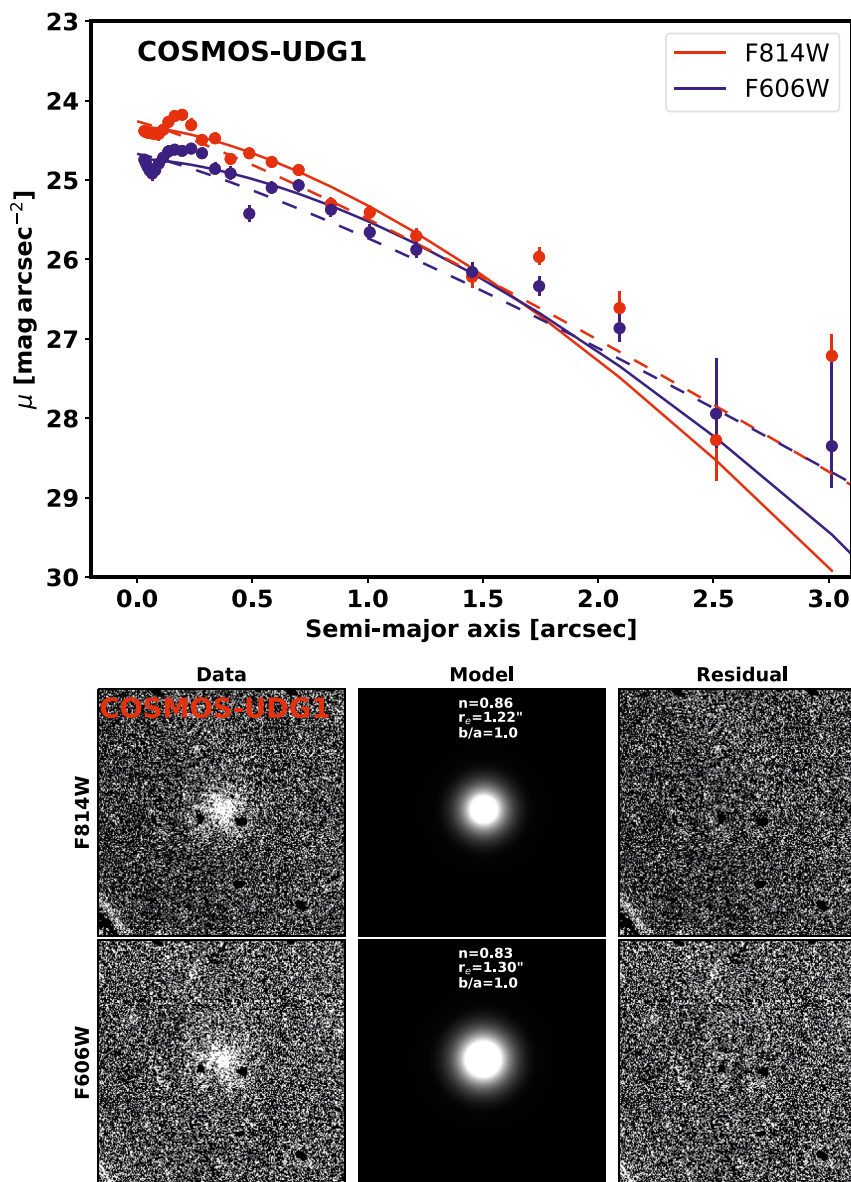 COSMOS-UDG1
F814W
F606W
23
24
25
26
27
28
29
30
μ [mag arcsec⁻²]
0.0 0.5 1.0 1.5 2.0 2.5 3.0
Semi-major axis [arcsec]
Data Model Residual
COSMOS-UDG1
F814W
n=0.86
rₑ=1.22"
b/a=1.0
F606W
n=0.83
rₑ=1.30"
b/a=1.0